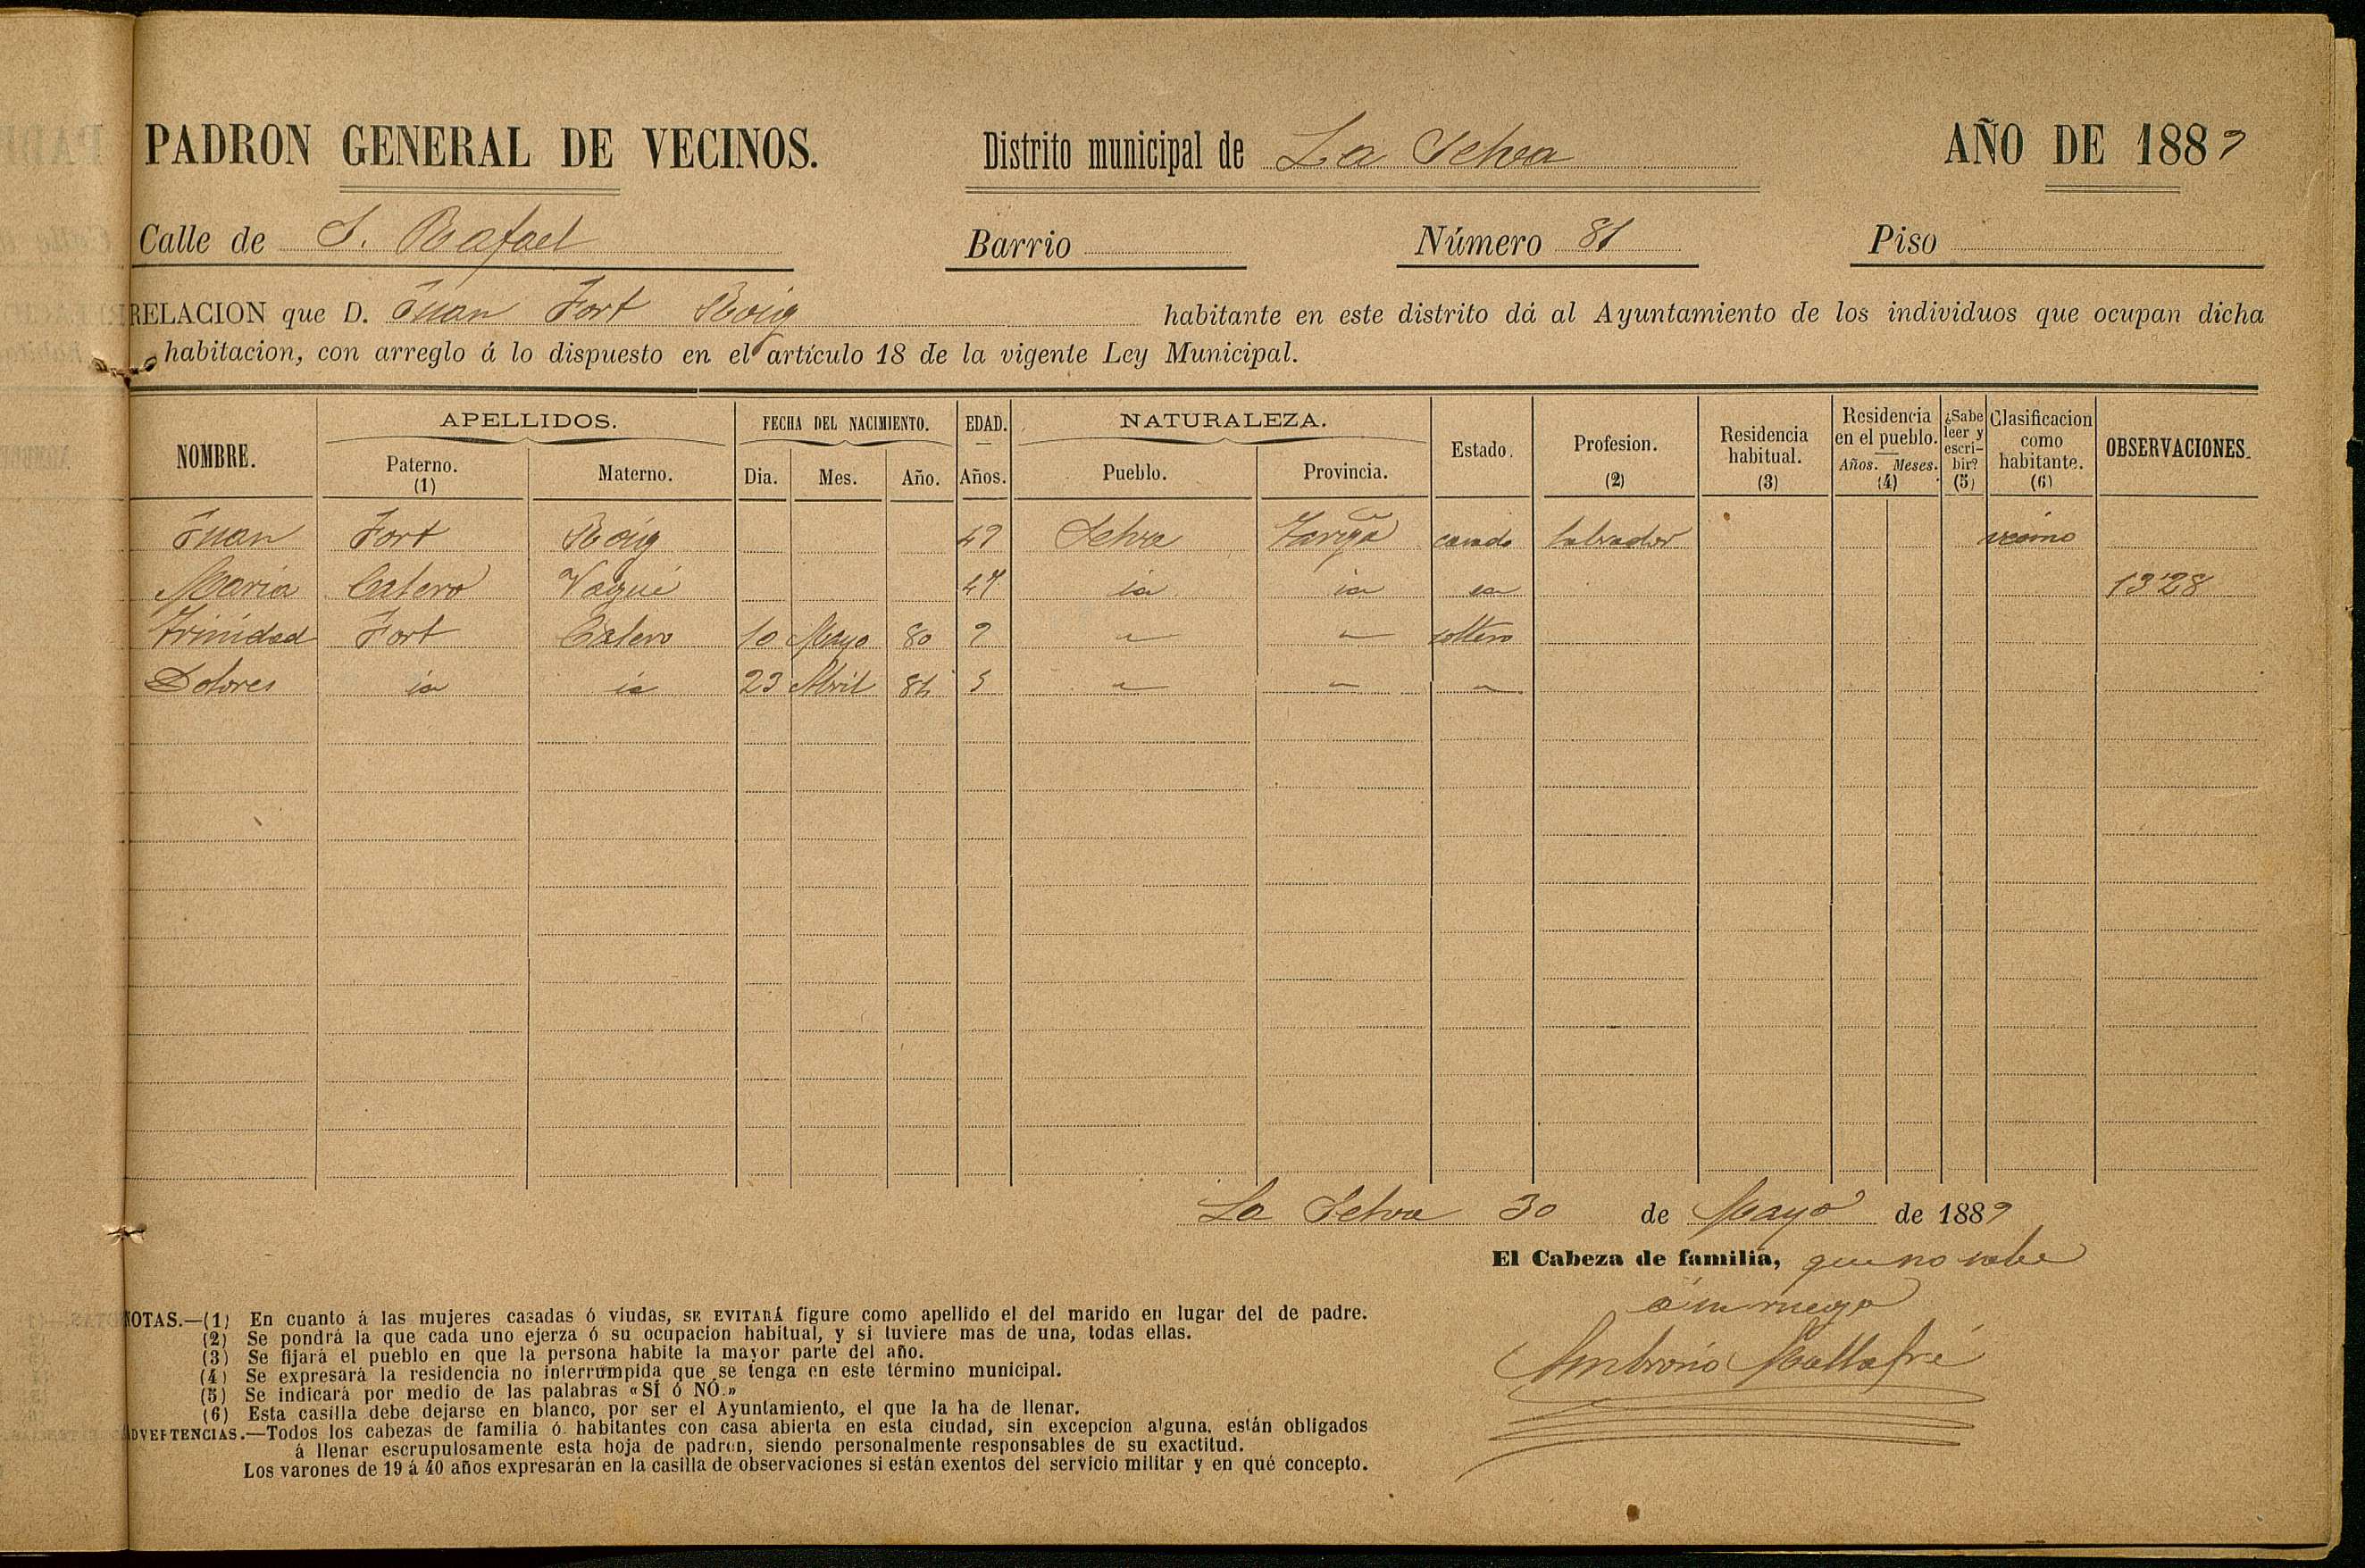 PADRON GENERAL DE VECINOS. Distrito municipal de La Selva AÑO DE 1889
Calle de S. Rafael Barrio Número 81 Piso
RELACION que D. Juan Fort Roig habitante en este distrito dá al Ayuntamiento de los individuos que ocupan dicha
habitacion, con arreglo á lo dispuesto en el artículo 18 de la vigente Ley Municipal.
NOMBRE. APELLIDOS. FECHA DEL NACIMIENTO. EDAD. NATURALEZA. Estado. Profesion. (2) Residencia habitual. (3) Residencia en el pueblo. ¿Sabe leer y escribir? (5) Clasificacion como habitante. (6) OBSERVACIONES.
Paterno. (1) Materno. Dia. Mes. Año. Años. Pueblo. Provincia. Años. Meses. (4)
Juan Fort Roig 49 Selva Tarrgª casado labrador vecino
Maria Catero Vagué 47 id id id 1328
Trinidad Fort Catero 10 Mayo 80 9 " " soltero
Dolores id id 23 Abril 84 5 " " "
La Selva 30 de Mayo de 1889
El Cabeza de familia, que no sabe
á su ruego
Ambrosio Mallafré
NOTAS.—(1) En cuanto á las mujeres casadas ó viudas, SE EVITARÁ figure como apellido el del marido en lugar del de padre.
(2) Se pondrá la que cada uno ejerza ó su ocupacion habitual, y si tuviere mas de una, todas ellas.
(3) Se fijará el pueblo en que la persona habite la mayor parte del año.
(4) Se expresará la residencia no interrumpida que se tenga en este término municipal.
(5) Se indicará por medio de las palabras «SÍ ó NÓ.»
(6) Esta casilla debe dejarse en blanco, por ser el Ayuntamiento, el que la ha de llenar.
ADVERTENCIAS.—Todos los cabezas de familia ó habitantes con casa abierta en esta ciudad, sin excepcion alguna, están obligados
á llenar escrupulosamente esta hoja de padron, siendo personalmente responsables de su exactitud.
Los varones de 19 á 40 años expresarán en la casilla de observaciones si están exentos del servicio militar y en qué concepto.